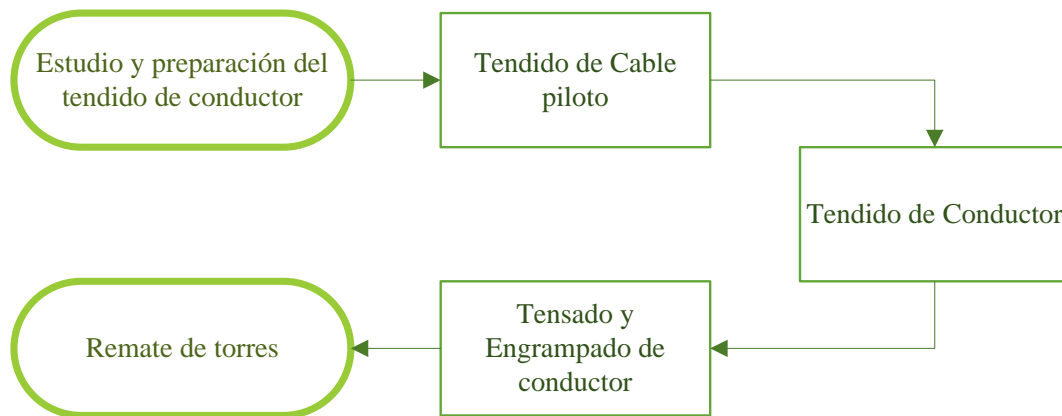 Estudio y preparación del
tendido de conductor
Tendido de Cable
piloto
Tendido de Conductor
Tensado y
Engrampado de
conductor
Remate de torres